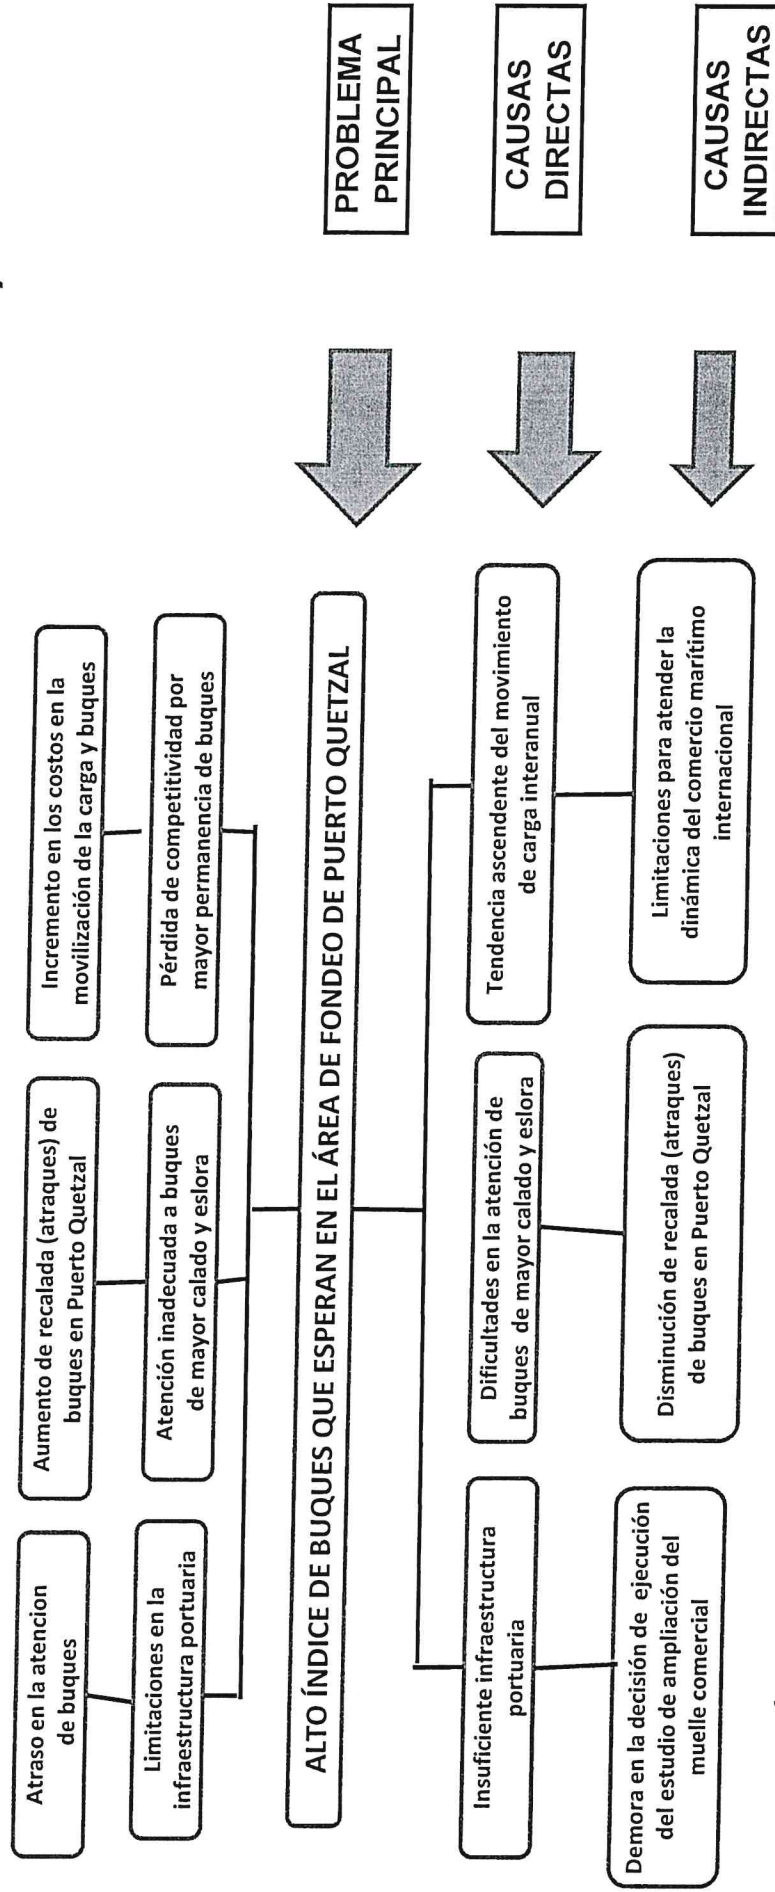 Atraso en la atencion
de buques
Aumento de recalada (atraques) de
buques en Puerto Quetzal
Incremento en los costos en la
movilización de la carga y buques
Limitaciones en la
infraestructura portuaria
Atención inadecuada a buques
de mayor calado y eslora
Pérdida de competitividad por
mayor permanencia de buques
ALTO ÍNDICE DE BUQUES QUE ESPERAN EN EL ÁREA DE FONDEO DE PUERTO QUETZAL
PROBLEMA
PRINCIPAL
Insuficiente infraestructura
portuaria
Dificultades en la atención de
buques de mayor calado y eslora
Tendencia ascendente del movimiento
de carga interanual
CAUSAS
DIRECTAS
Demora en la decisión de ejecución
del estudio de ampliación del
muelle comercial
Disminución de recalada (atraques)
de buques en Puerto Quetzal
Limitaciones para atender la
dinámica del comercio marítimo
internacional
CAUSAS
INDIRECTAS